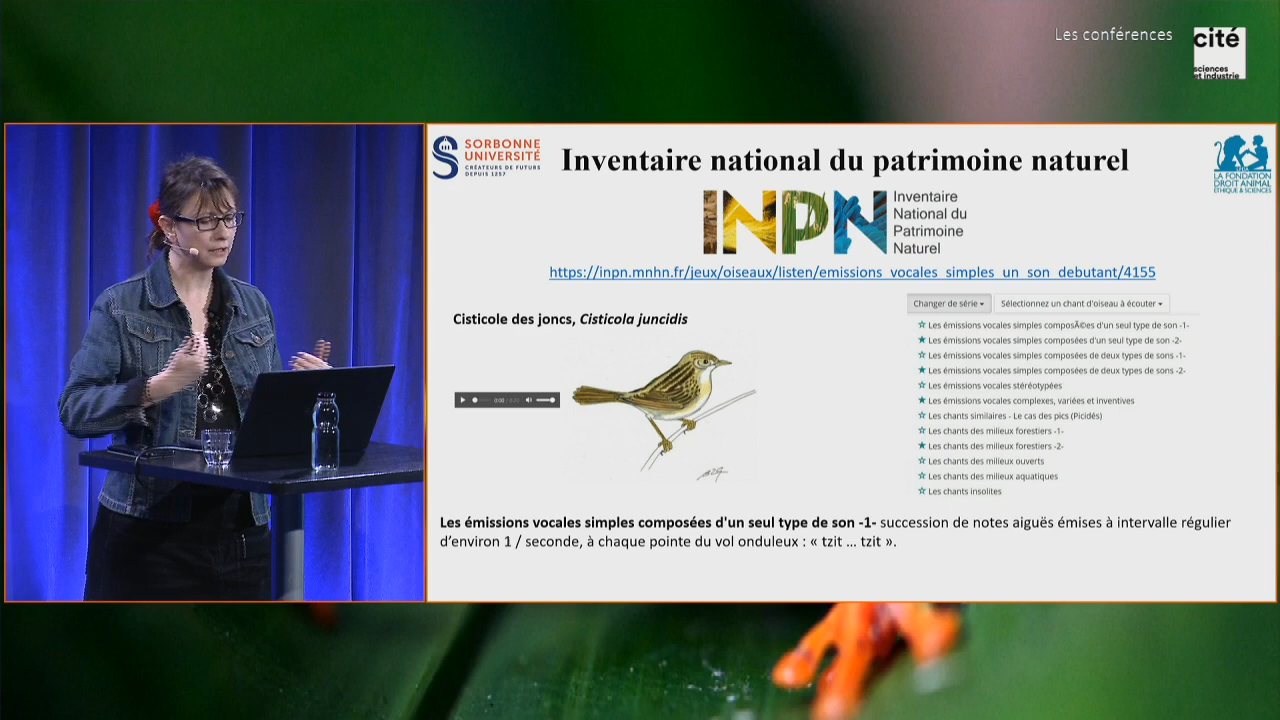 Les conférences
cité
sciences
et industrie
SORBONNE
UNIVERSITÉ
CRÉATEURS DE FUTURS
DEPUIS 1257
Inventaire national du patrimoine naturel
LA FONDATION
DROIT ANIMAL
ETHIQUE & SCIENCES
INPN
Inventaire
National du
Patrimoine
Naturel
https://inpn.mnhn.fr/jeux/oiseaux/listen/emissions_vocales_simples_un_son_debutant/4155
Changer de série
Sélectionnez un chant d'oiseau à écouter
Cisticole des joncs, Cisticola juncidis
0:00 / 0:00
Les émissions vocales simples composÃ©es d'un seul type de son -1-
Les émissions vocales simples composées d'un seul type de son -2-
Les émissions vocales simples composées de deux types de sons -1-
Les émissions vocales simples composées de deux types de sons -2-
Les émissions vocales stéréotypées
Les émissions vocales complexes, variées et inventives
Les chants similaires - Le cas des pics (Picidés)
Les chants des milieux forestiers -1-
Les chants des milieux forestiers -2-
Les chants des milieux ouverts
Les chants des milieux aquatiques
Les chants insolites
Les émissions vocales simples composées d'un seul type de son -1- succession de notes aiguës émises à intervalle régulier
d'environ 1 / seconde, à chaque pointe du vol onduleux : « tzit ... tzit ».